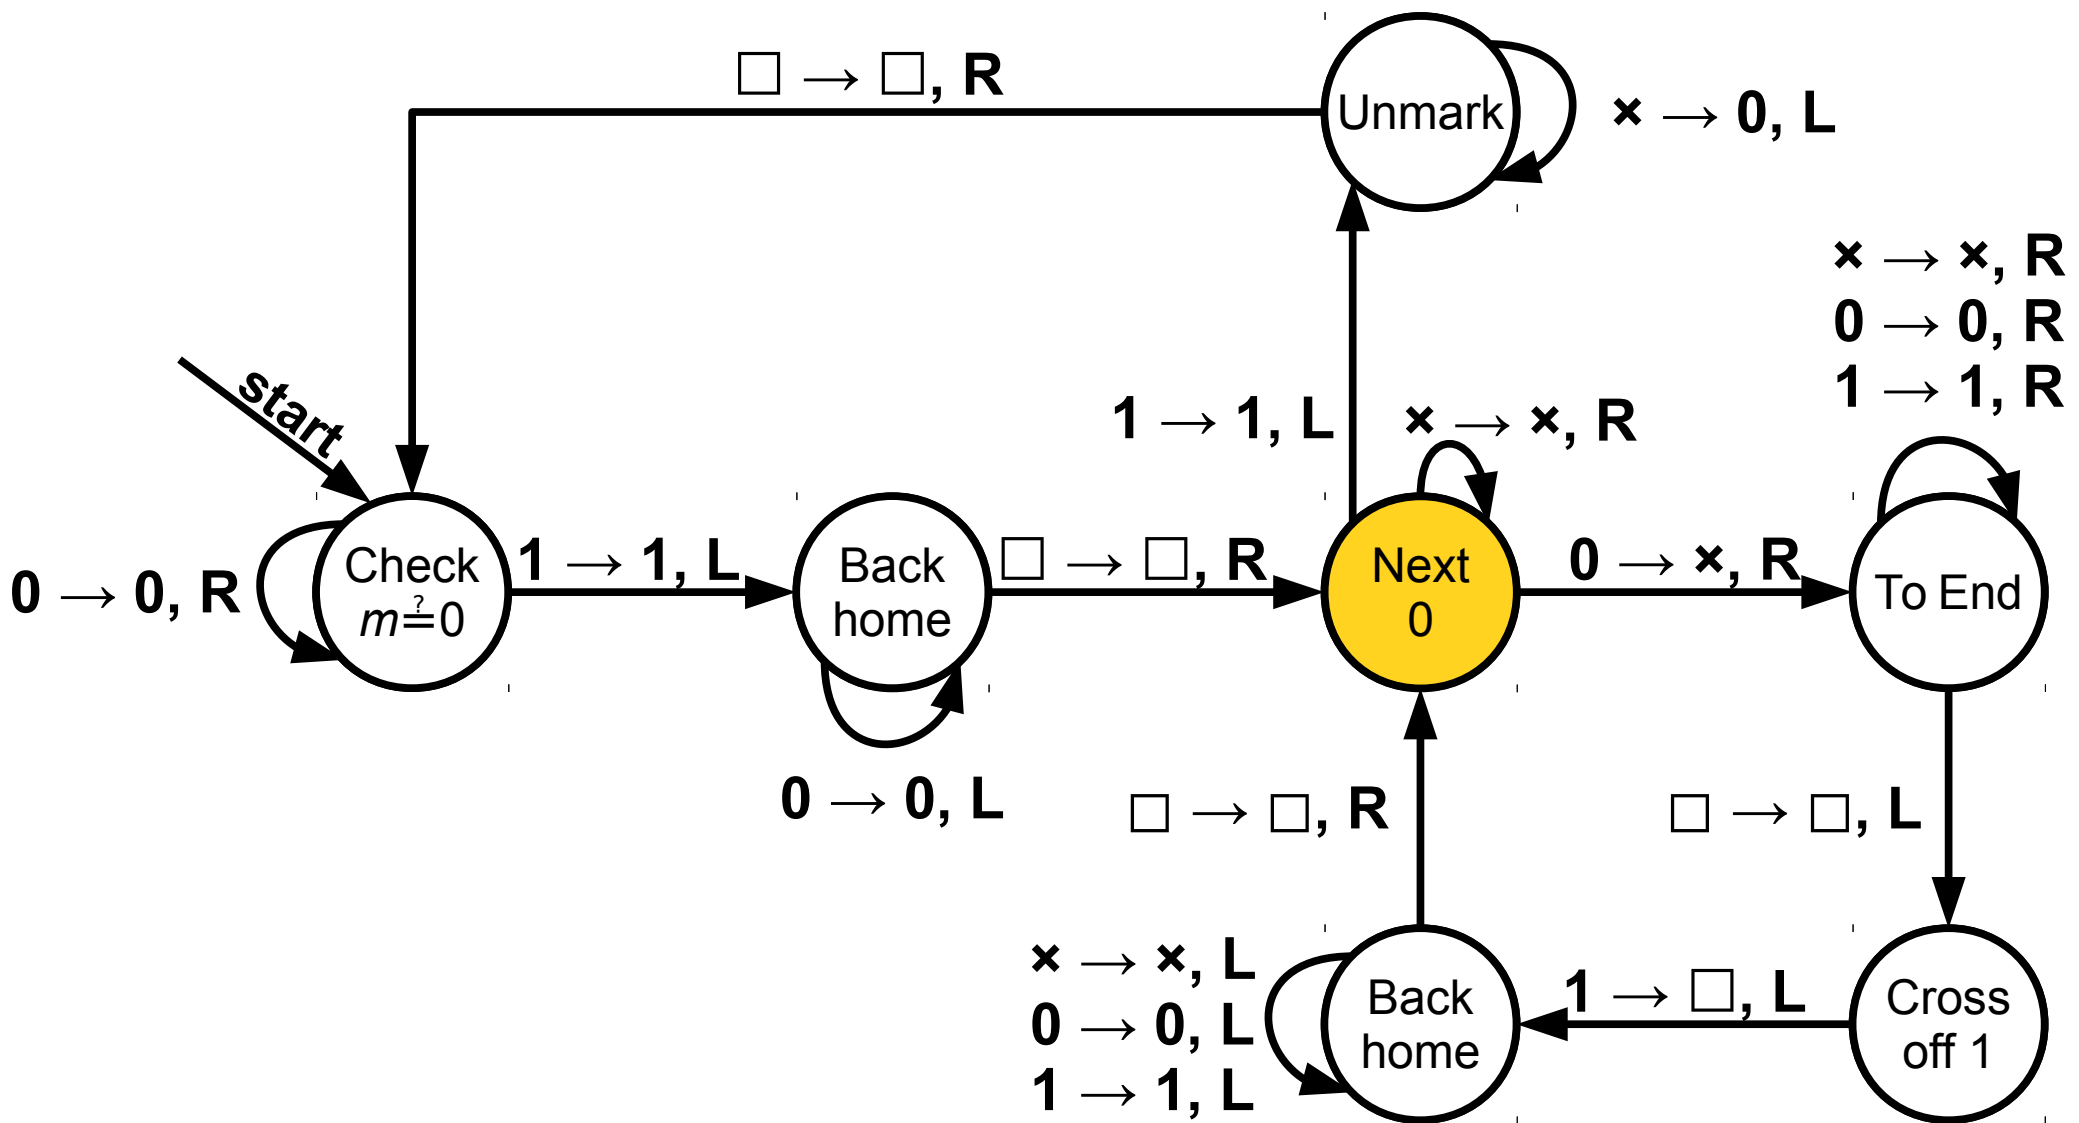 □ → □, R
Unmark
× → 0, L
× → ×, R
0 → 0, R
1 → 1, R
start
1 → 1, L
× → ×, R
0 → 0, R
Check
m≟0
1 → 1, L
Back
home
□ → □, R
Next
0
0 → ×, R
To End
0 → 0, L
□ → □, R
□ → □, L
× → ×, L
0 → 0, L
1 → 1, L
Back
home
1 → □, L
Cross
off 1